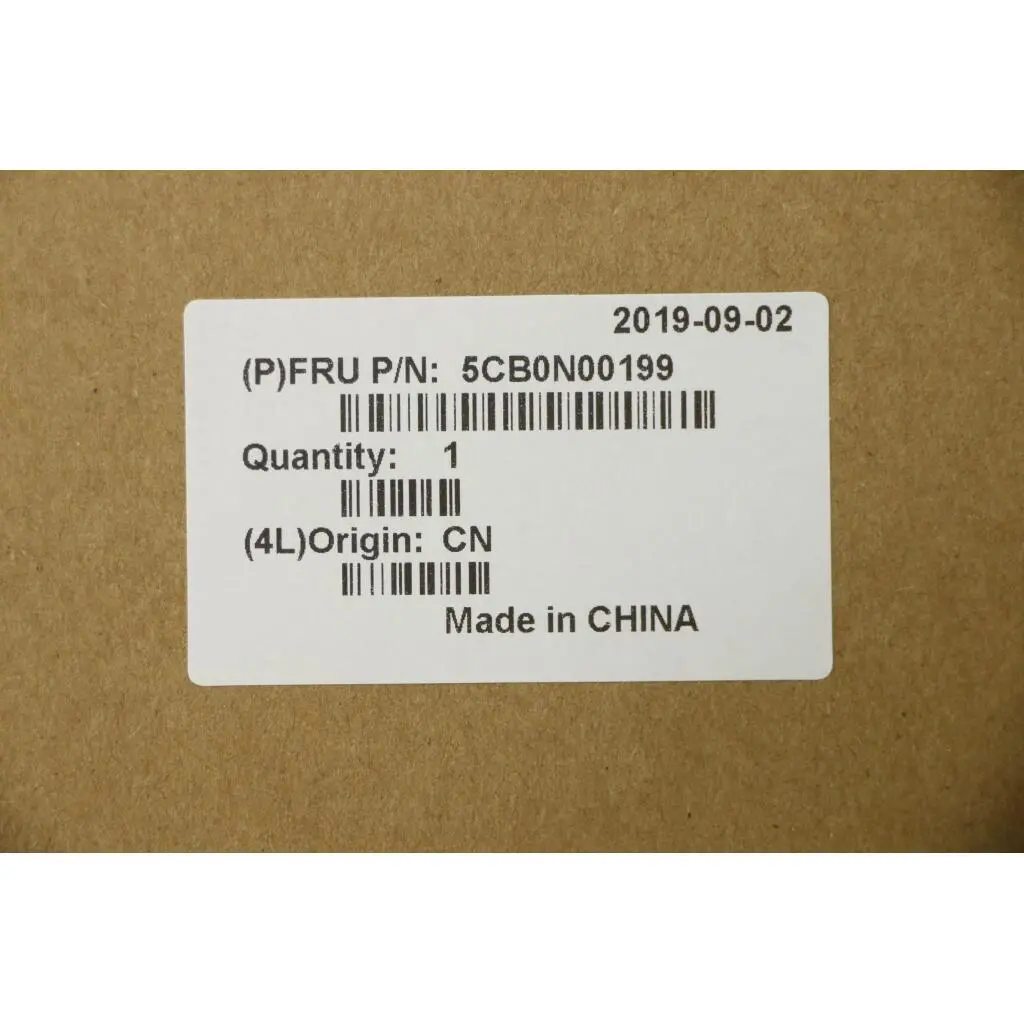 2019-09-02
(P)FRU P/N: 5CB0N00199
Quantity: 1
(4L)Origin: CN
Made in CHINA